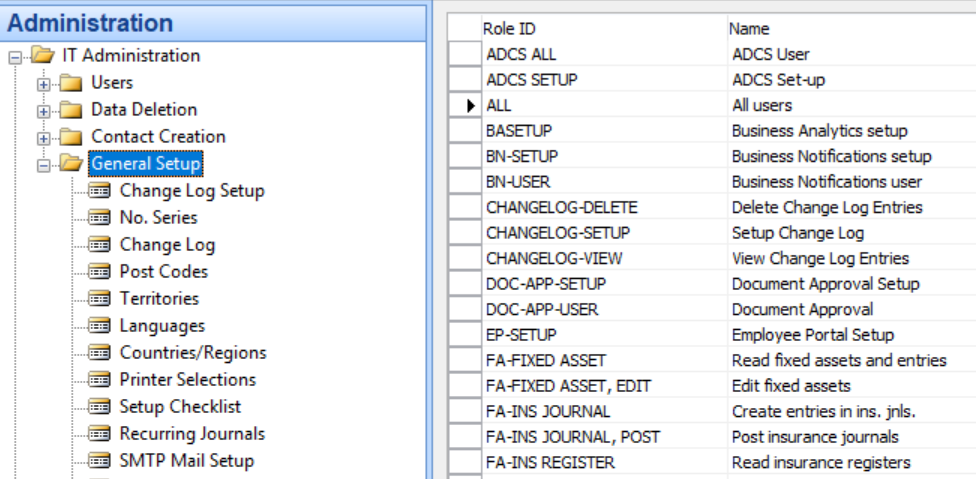 Administration
IT Administration
Users
Data Deletion
Contact Creation
General Setup
Change Log Setup
No. Series
Change Log
Post Codes
Territories
Languages
Countries/Regions
Printer Selections
Setup Checklist
Recurring Journals
SMTP Mail Setup
Role ID Name
ADCS ALL ADCS User
ADCS SETUP ADCS Set-up
ALL All users
BASETUP Business Analytics setup
BN-SETUP Business Notifications setup
BN-USER Business Notifications user
CHANGELOG-DELETE Delete Change Log Entries
CHANGELOG-SETUP Setup Change Log
CHANGELOG-VIEW View Change Log Entries
DOC-APP-SETUP Document Approval Setup
DOC-APP-USER Document Approval
EP-SETUP Employee Portal Setup
FA-FIXED ASSET Read fixed assets and entries
FA-FIXED ASSET, EDIT Edit fixed assets
FA-INS JOURNAL Create entries in ins. jnls.
FA-INS JOURNAL, POST Post insurance journals
FA-INS REGISTER Read insurance registers